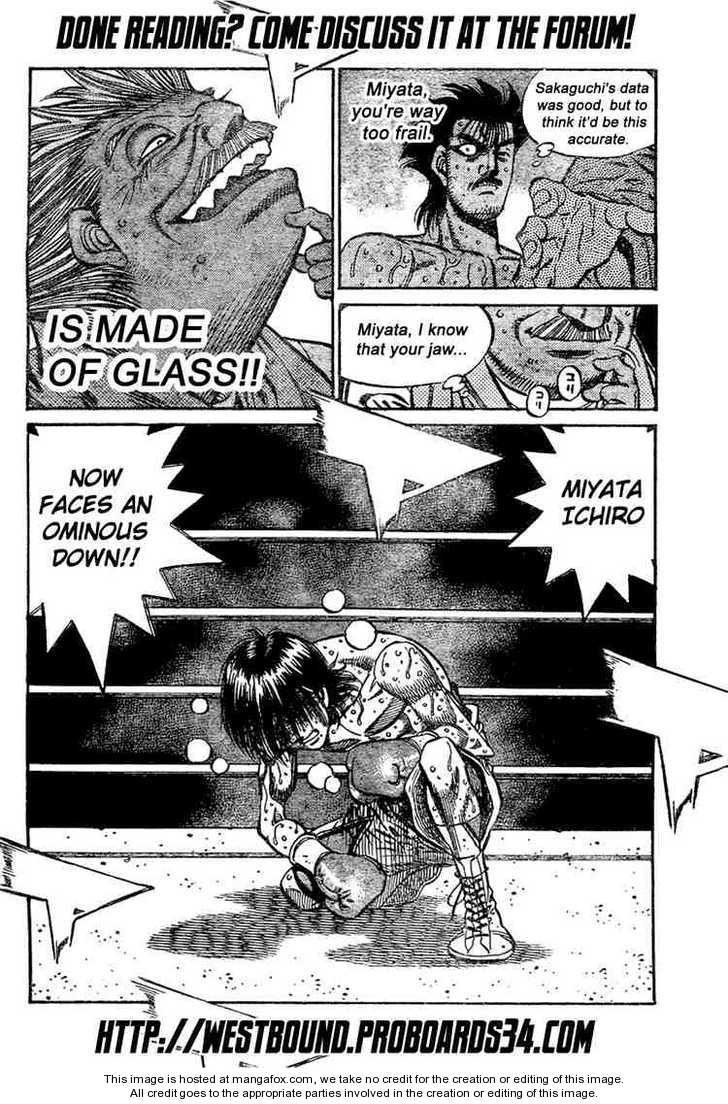 DONE READING? COME DISCUSS IT AT THE FORUM!
Sakaguchi's data
was good, but to
think it'd be this
accurate.
Miyata,
you're way
too frail.
Miyata, I know
that your jaw...
コリ
コリ
IS MADE
OF GLASS!!
MIYATA
ICHIRO
NOW
FACES AN
OMINOUS
DOWN!!
HTTP://WESTBOUND.PROBOARDS34.COM
This image is hosted at mangafox.com, we take no credit for the creation or editing of this image.
All credit goes to the appropriate parties involved in the creation or editing of this image.